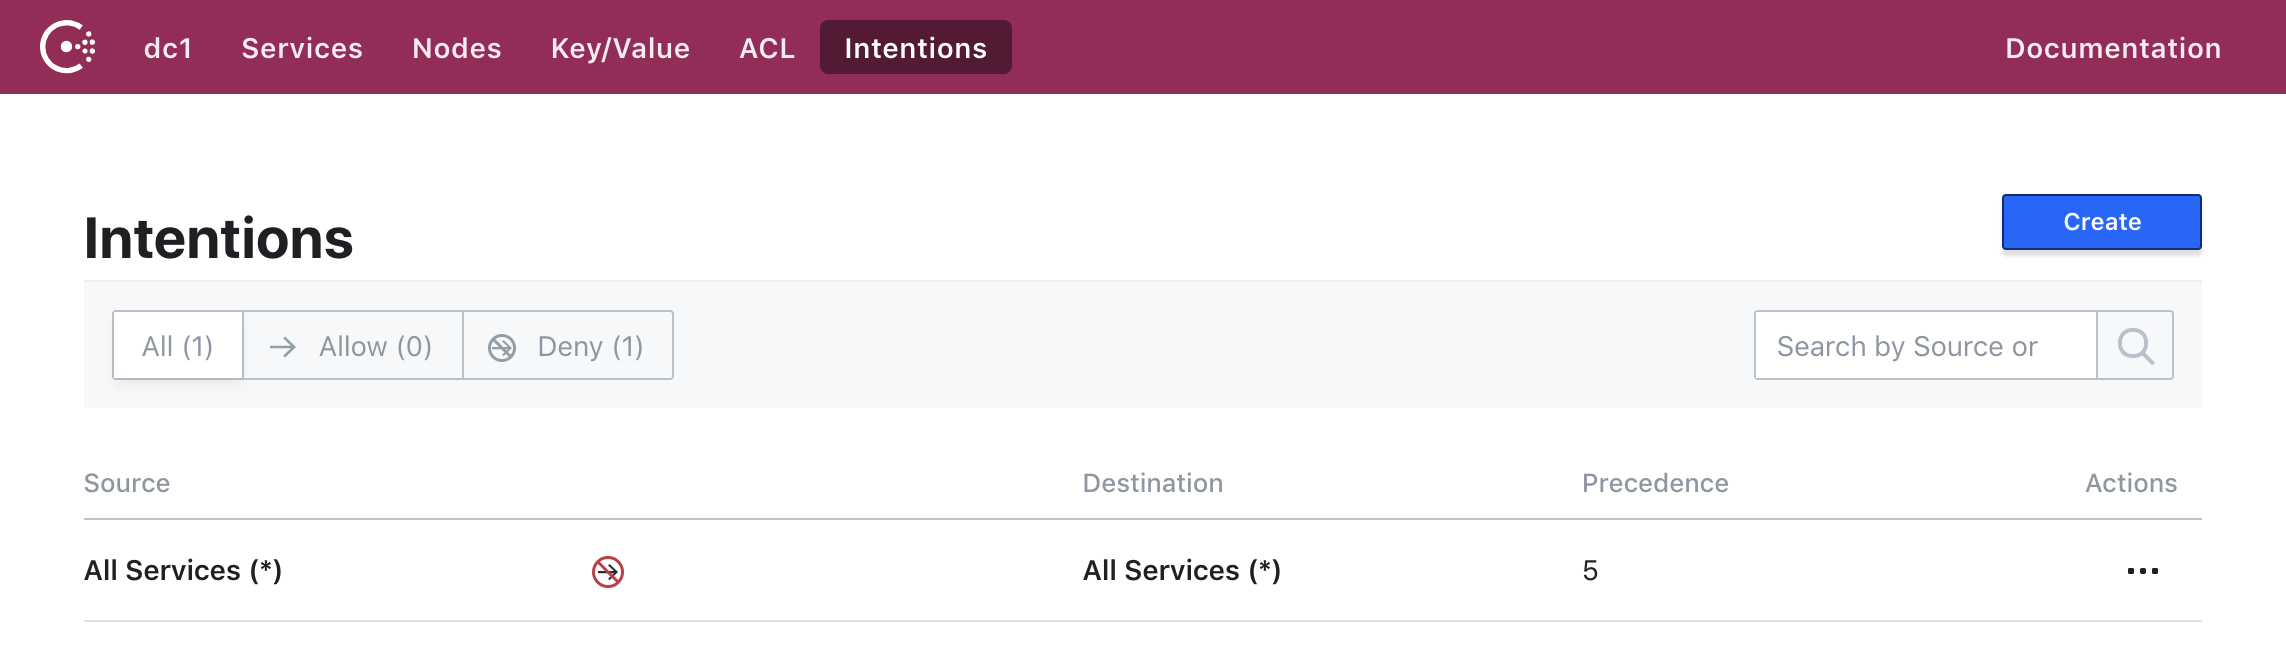 dc1 Services Nodes Key/Value ACL Intentions Documentation
Intentions
Create
All (1) Allow (0) Deny (1)
Search by Source or
Source Destination Precedence Actions
All Services (*) All Services (*) 5